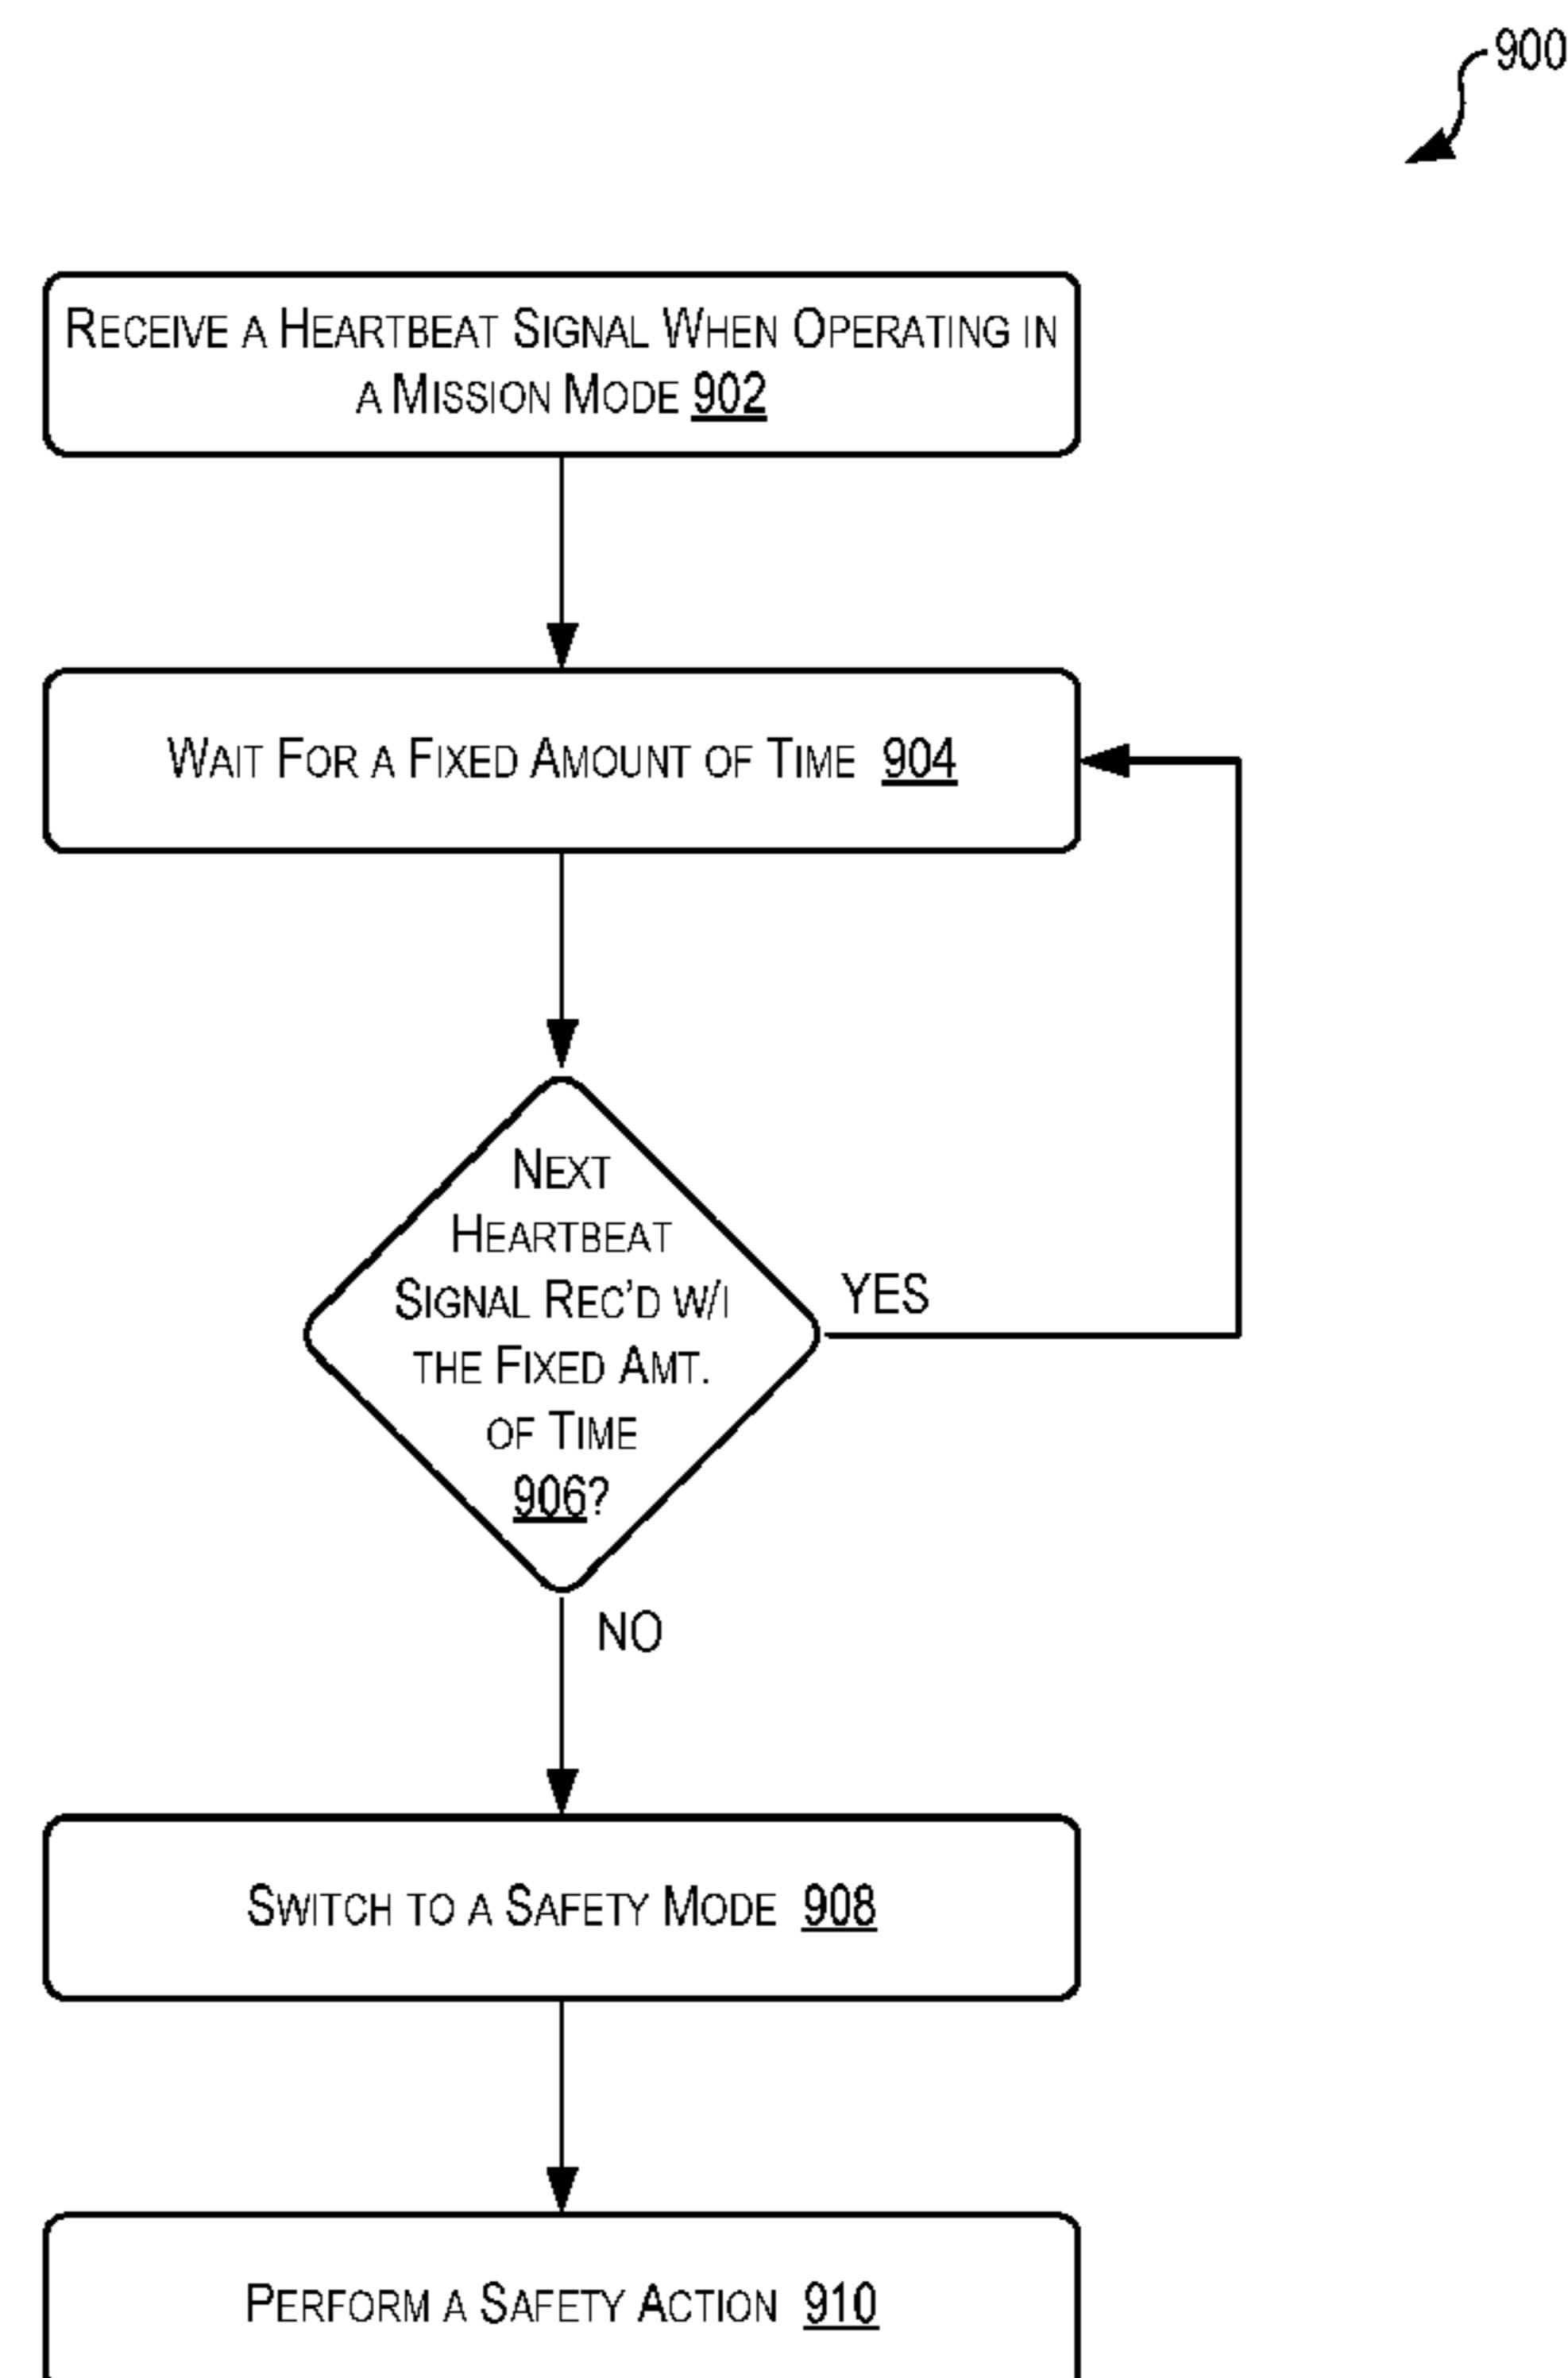 900
Receive a Heartbeat Signal When Operating in
a Mission Mode 902
Wait For a Fixed Amount of Time 904
Next
Heartbeat
Signal Rec'd w/i
the Fixed Amt.
of Time
906?
YES
NO
Switch to a Safety Mode 908
Perform a Safety Action 910